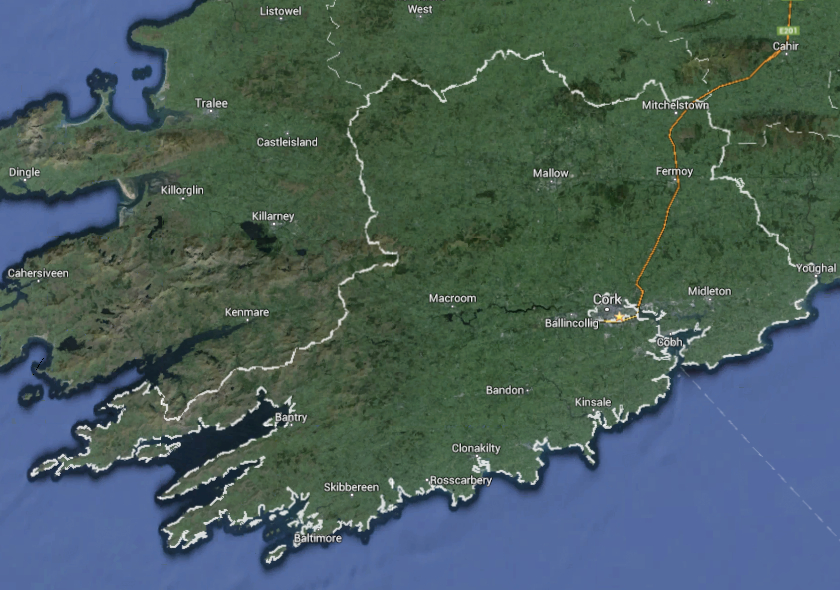 Listowel
West
E201
Cahir
Tralee
Mitchelstown
Castleisland
Dingle
Mallow
Fermoy
Killorglin
Killarney
Cahersiveen
Youghal
Macroom
Cork
Midleton
Kenmare
Ballincollig
Cobh
Bandon
Kinsale
Bantry
Clonakilty
Rosscarbery
Skibbereen
Baltimore